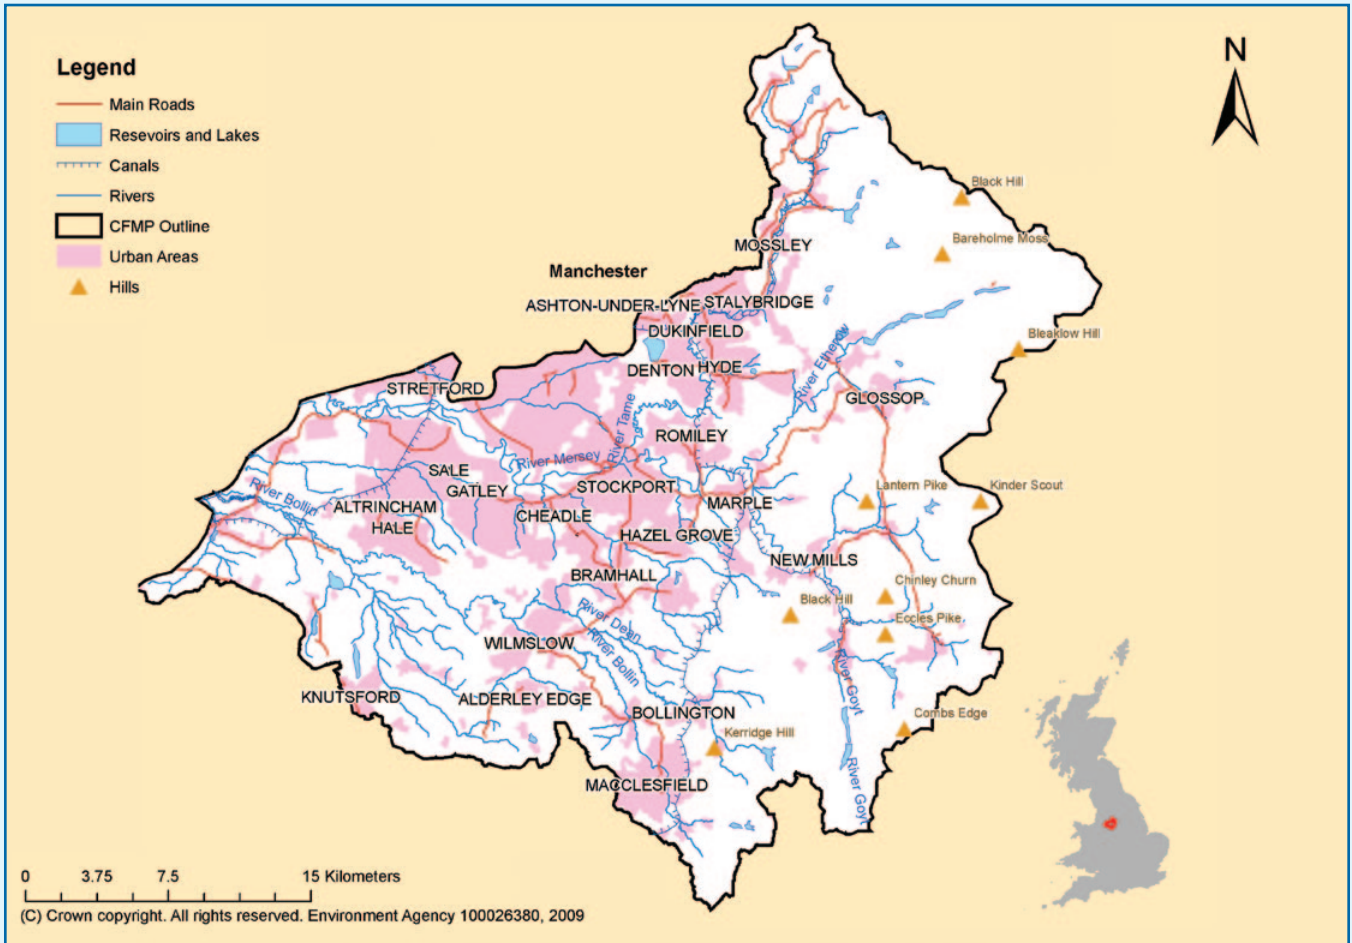 N
Legend
Main Roads
Resevoirs and Lakes
Canals
Rivers
CFMP Outline
Urban Areas
Hills
Black Hill
Bareholme Moss
MOSSLEY
Manchester
ASHTON-UNDER-LYNE
STALYBRIDGE
DUKINFIELD
Bleaklow Hill
DENTON
HYDE
River Etherow
STRETFORD
GLOSSOP
River Tame
ROMILEY
River Mersey
SALE
GATLEY
STOCKPORT
Lantern Pike
Kinder Scout
River Bollin
ALTRINCHAM
MARPLE
CHEADLE
HALE
HAZEL GROVE
NEW MILLS
BRAMHALL
Chinley Churn
Black Hill
River Dean
Eccles Pike
WILMSLOW
River Bollin
River Goyt
KNUTSFORD
ALDERLEY EDGE
BOLLINGTON
Combs Edge
Kerridge Hill
MACCLESFIELD
River Goyt
0 3.75 7.5 15 Kilometers
(C) Crown copyright. All rights reserved. Environment Agency 100026380, 2009